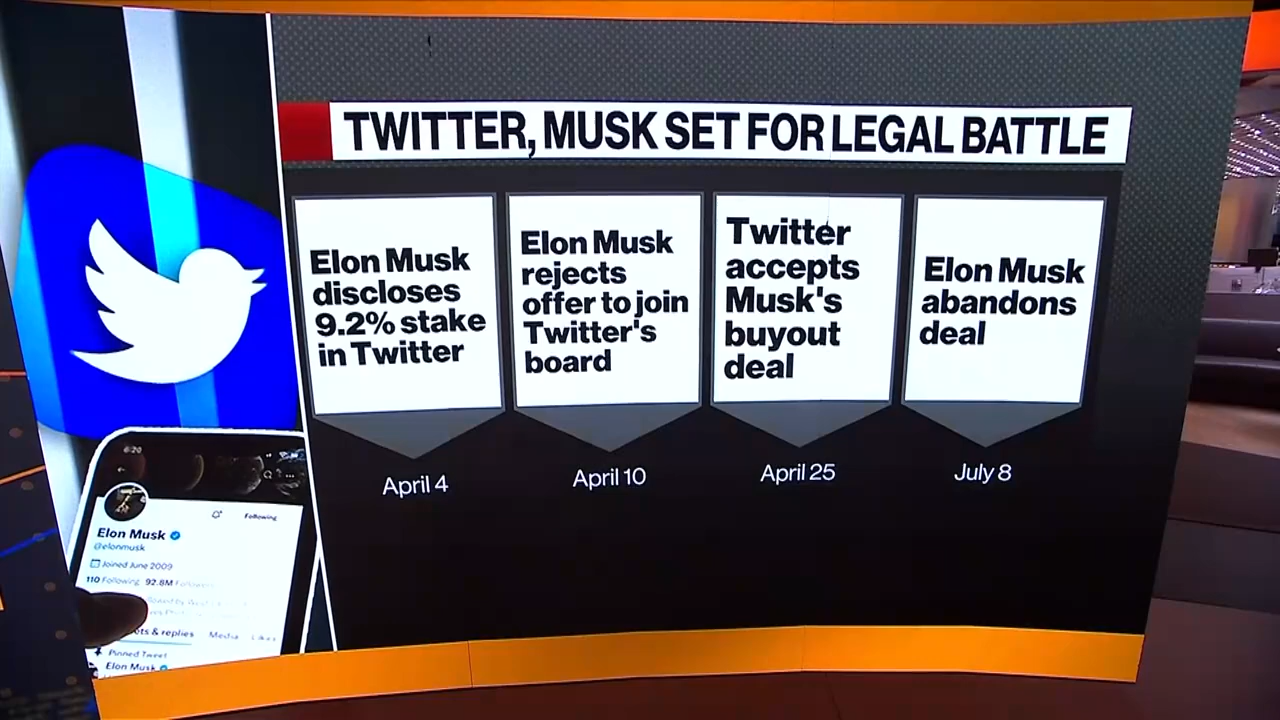 TWITTER, MUSK SET FOR LEGAL BATTLE
Elon Musk
discloses
9.2% stake
in Twitter
April 4
Elon Musk
rejects
offer to join
Twitter's
board
April 10
Twitter
accepts
Musk's
buyout
deal
April 25
Elon Musk
abandons
deal
July 8
6:20
Following
Elon Musk
@elonmusk
Joined June 2009
110 Following 92.8M Followers
& replies Media Likes
Pinned Tweet
Elon Musk